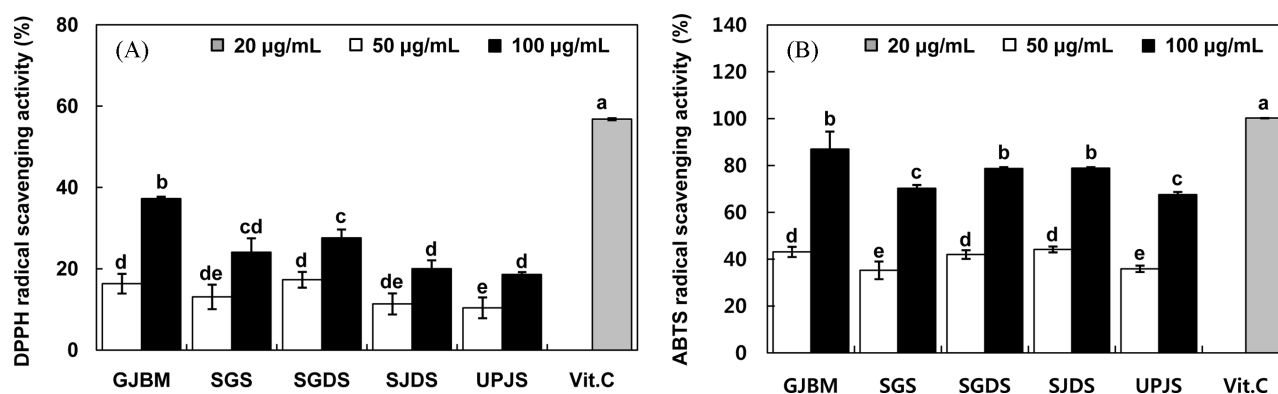 DPPH radical scavenging activity (%)
80
60
40
20
0
(A)
20 µg/mL 50 µg/mL 100 µg/mL
d b
de cd
d c
de d
e d
a
GJBM SGS SGDS SJDS UPJS Vit.C
ABTS radical scavenging activity (%)
140
120
100
80
60
40
20
0
(B)
20 µg/mL 50 µg/mL 100 µg/mL
d b
e c
d b
d b
e c
a
GJBM SGS SGDS SJDS UPJS Vit.C